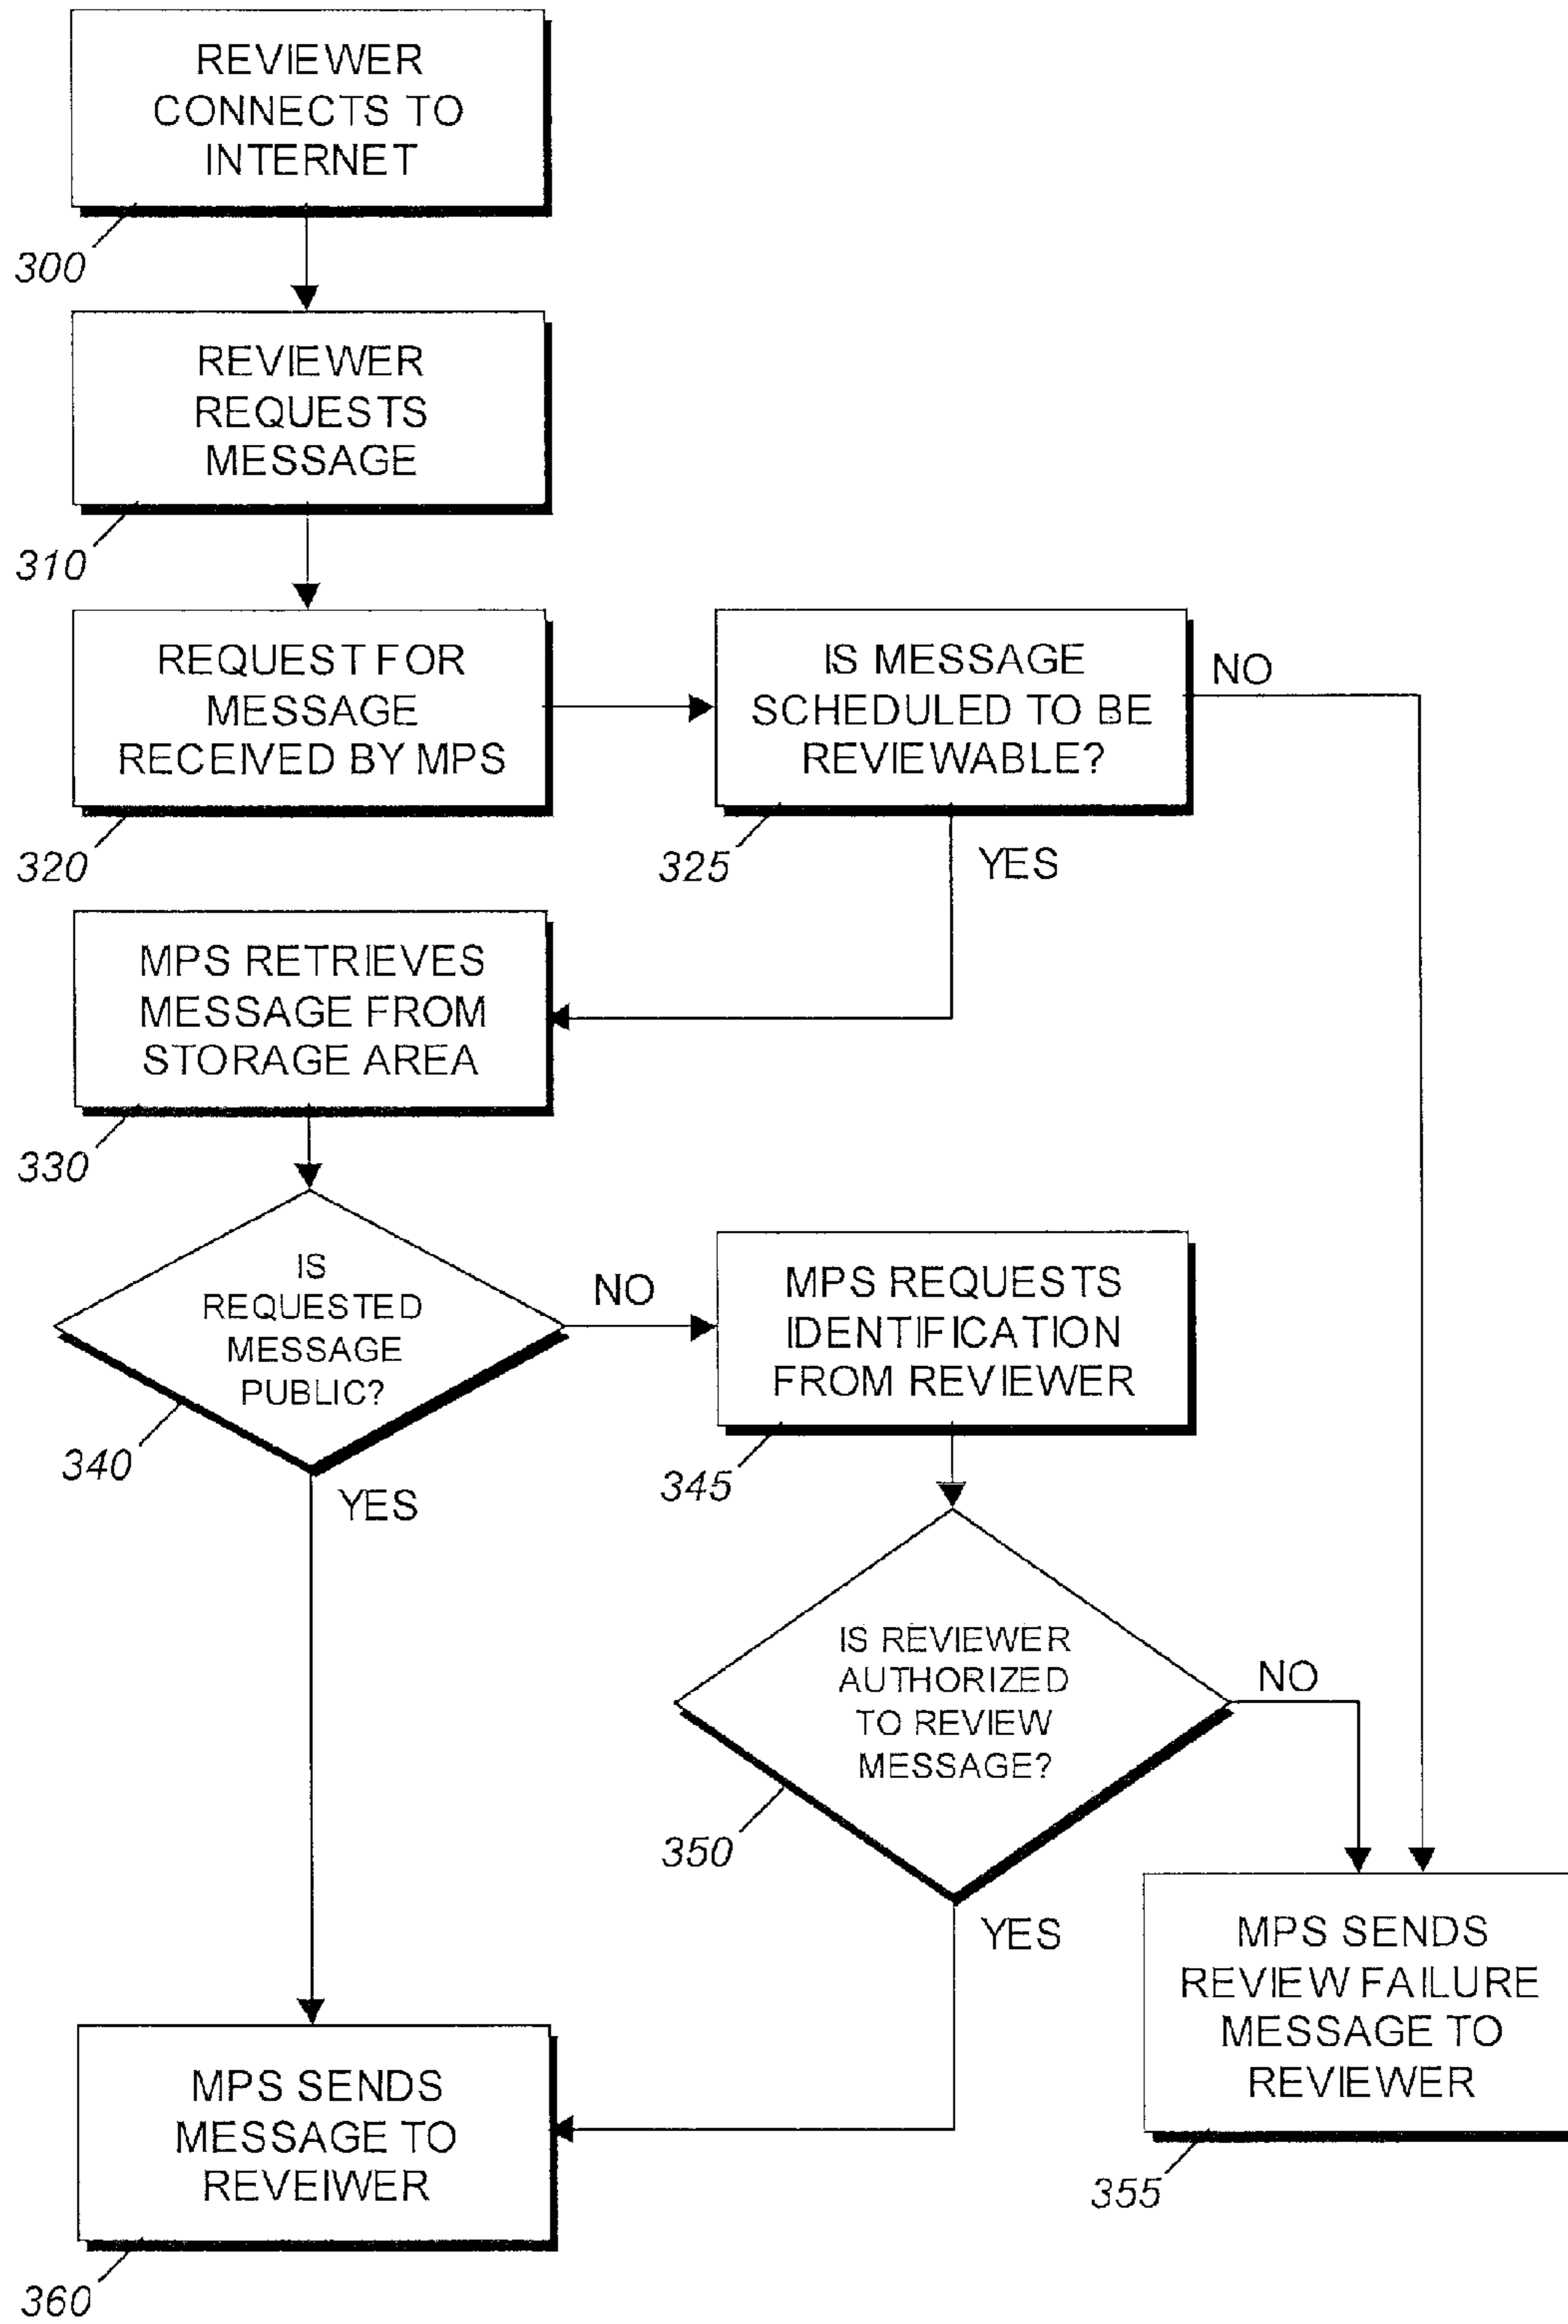 REVIEWER
CONNECTS TO
INTERNET
300
REVIEWER
REQUESTS
MESSAGE
310
REQUEST FOR
MESSAGE
RECEIVED BY MPS
320
IS MESSAGE
SCHEDULED TO BE
REVIEWABLE?
NO
325
YES
MPS RETRIEVES
MESSAGE FROM
STORAGE AREA
330
IS
REQUESTED
MESSAGE
PUBLIC?
NO
340
YES
MPS REQUESTS
IDENTIFICATION
FROM REVIEWER
345
IS REVIEWER
AUTHORIZED
TO REVIEW
MESSAGE?
NO
350
YES
MPS SENDS
REVIEW FAILURE
MESSAGE TO
REVIEWER
355
MPS SENDS
MESSAGE TO
REVEIWER
360